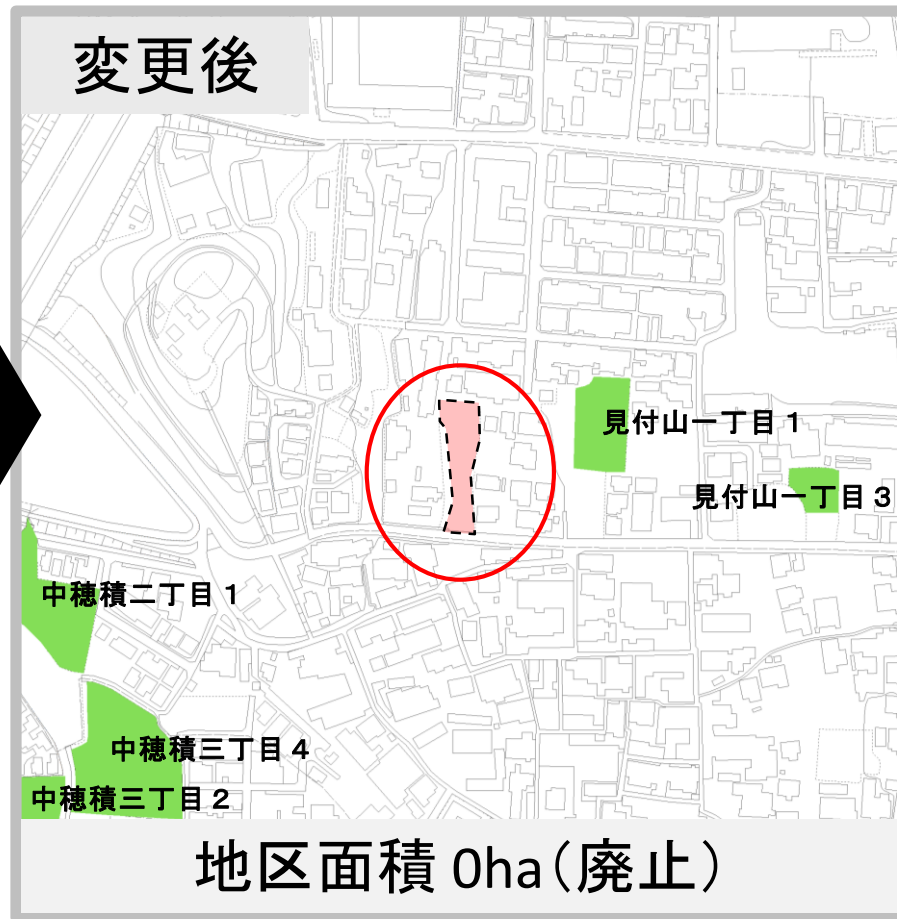 変更後
見付山一丁目1
見付山一丁目3
中穂積二丁目1
中穂積三丁目4
中穂積三丁目2
地区面積 0ha（廃止）